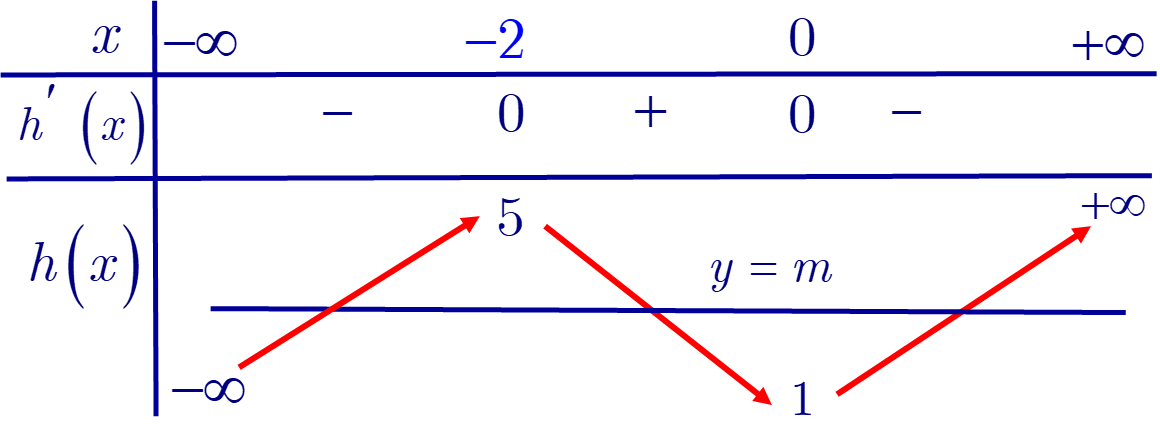 x −∞ −2 0 +∞
h'(x) − 0 + 0 −
5 +∞
h(x) y = m
−∞ 1